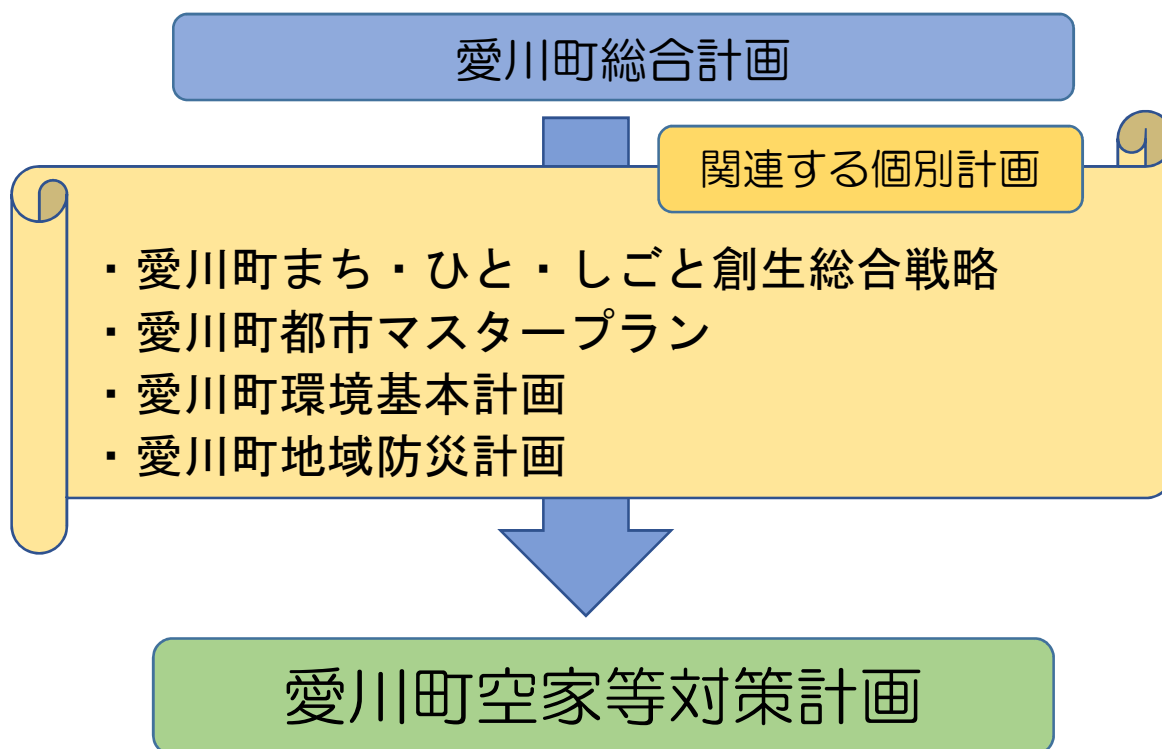 愛川町総合計画
関連する個別計画
・愛川町まち・ひと・しごと創生総合戦略
・愛川町都市マスタープラン
・愛川町環境基本計画
・愛川町地域防災計画
愛川町空家等対策計画